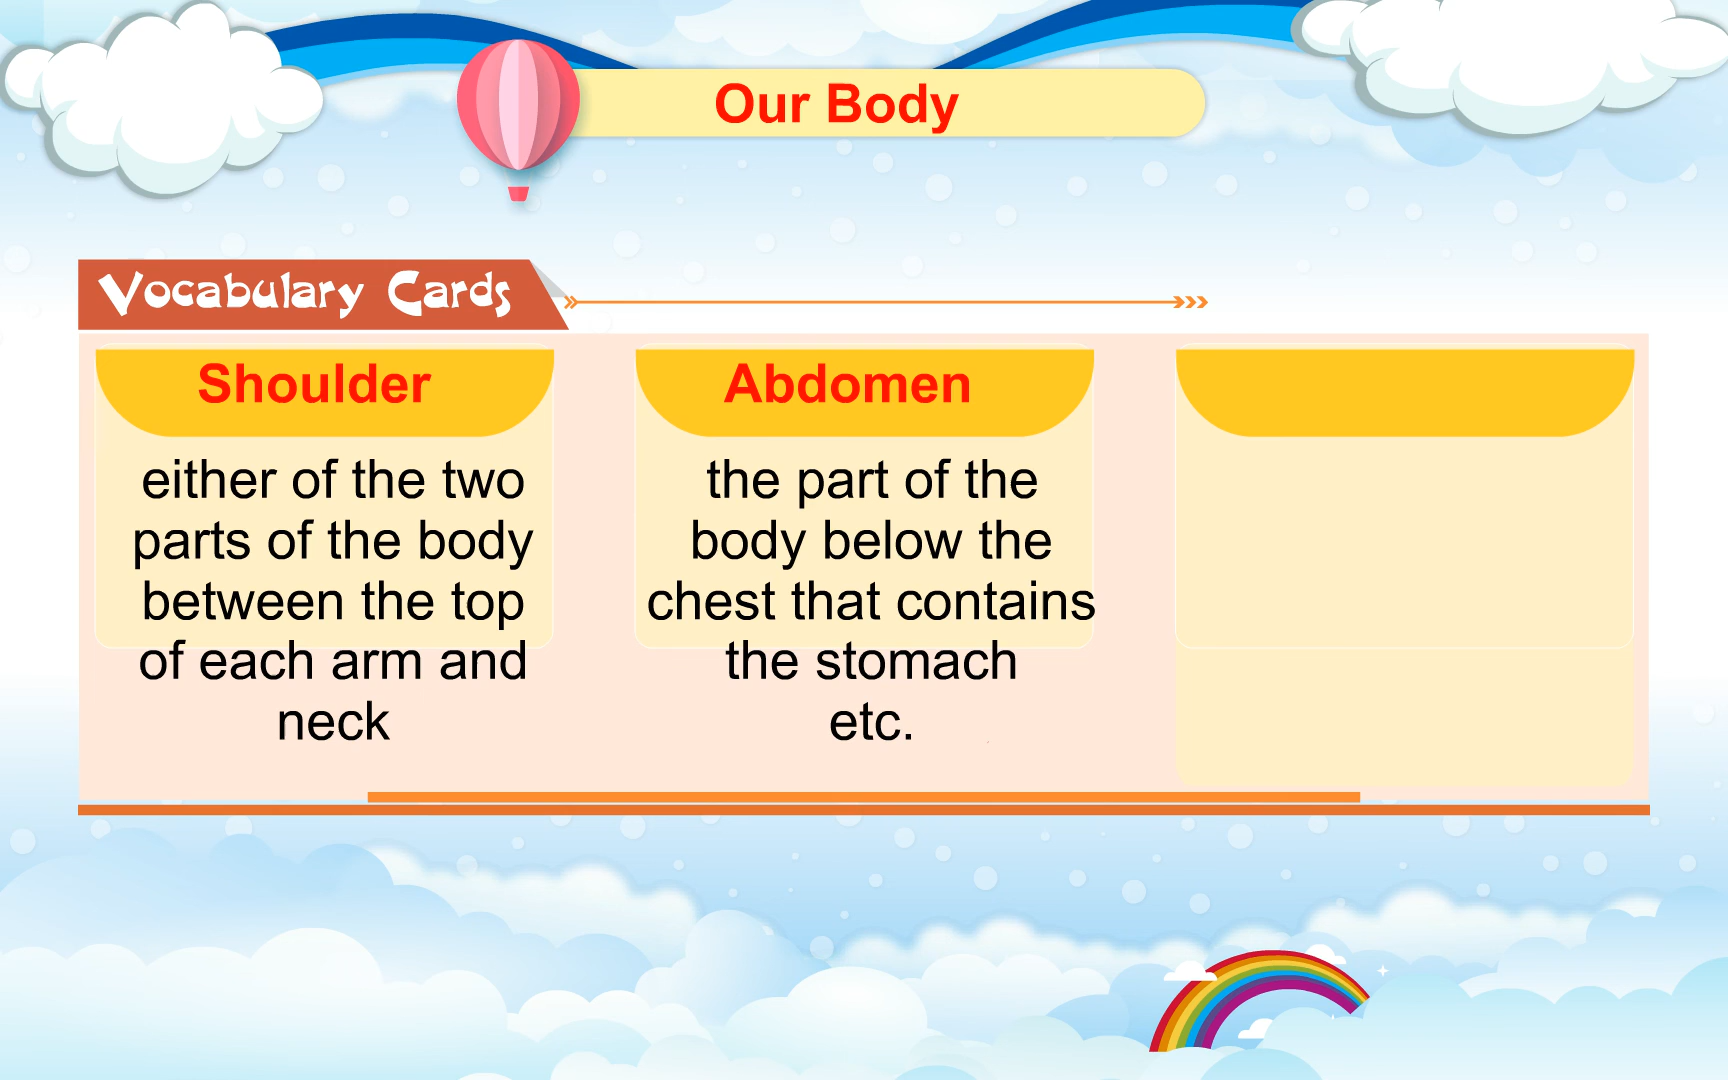 Our Body
Vocabulary Cards
Shoulder
either of the two
parts of the body
between the top
of each arm and
neck
Abdomen
the part of the
body below the
chest that contains
the stomach
etc.